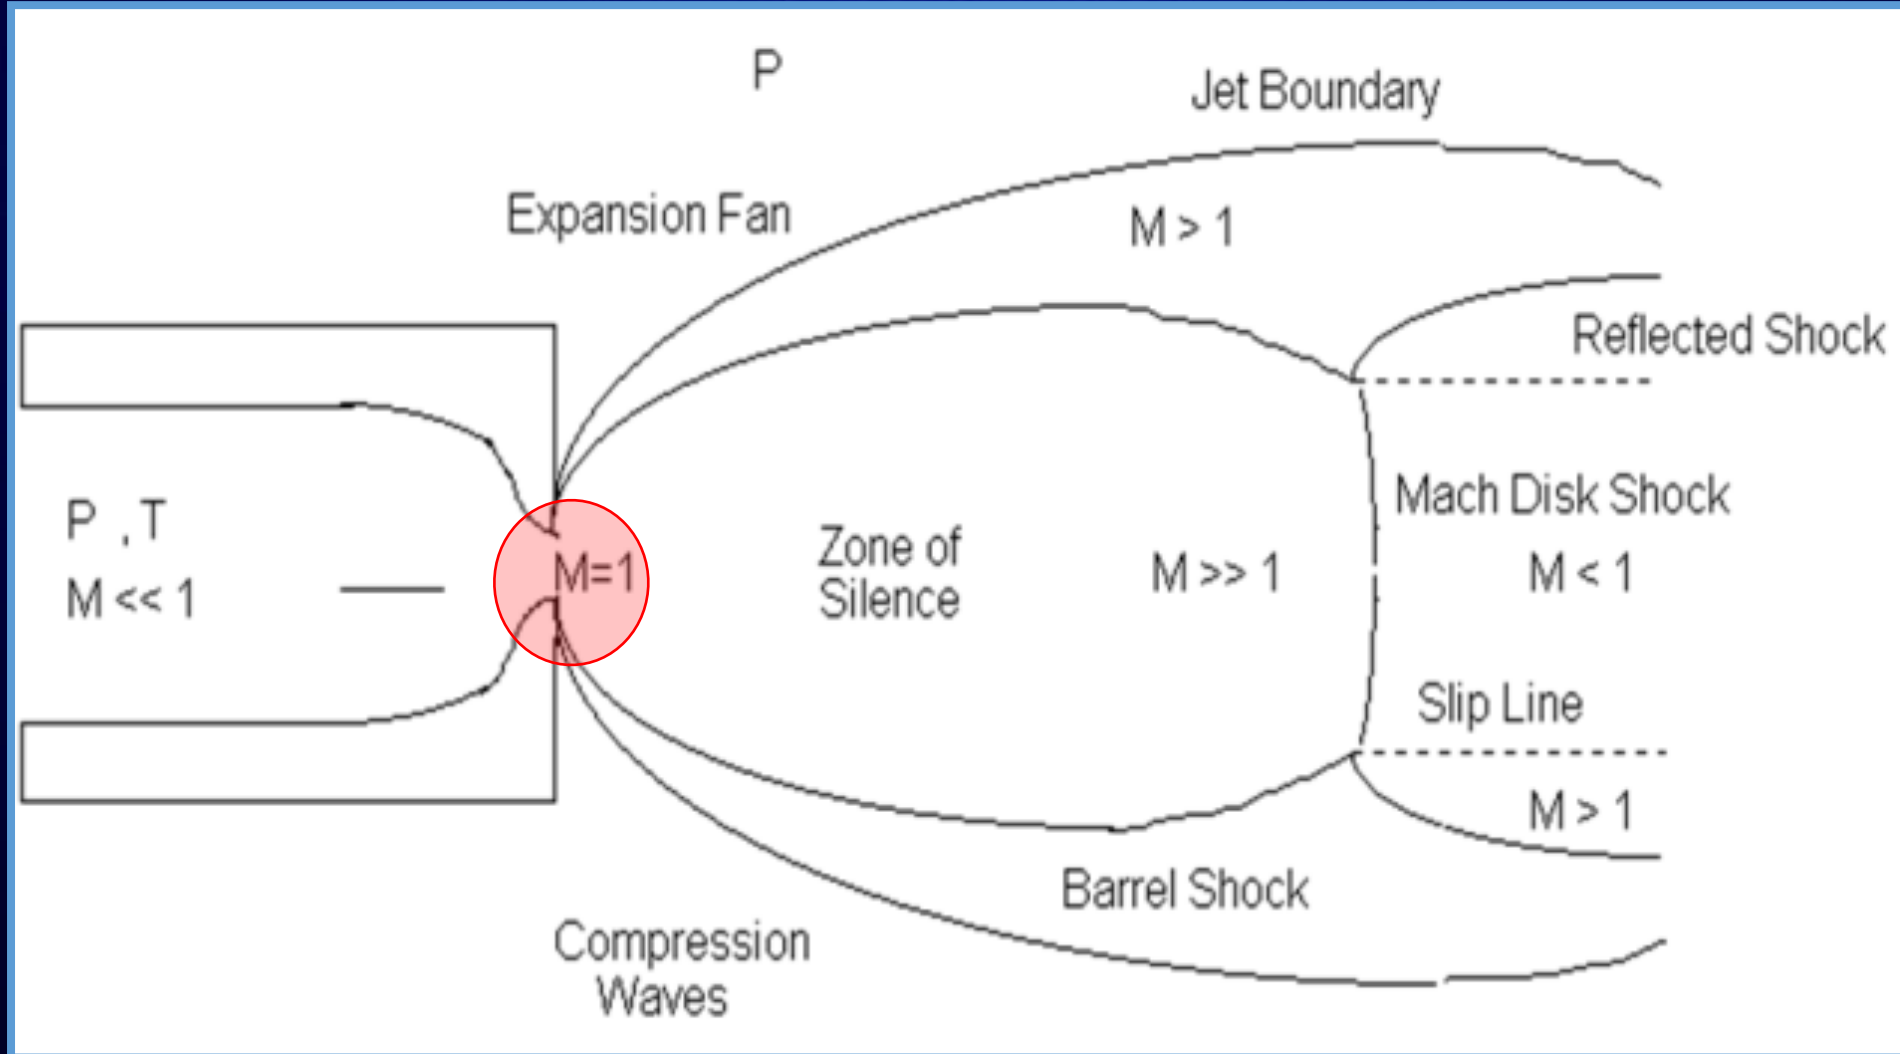 P
Jet Boundary
Expansion Fan
M > 1
Reflected Shock
P , T
M << 1
M=1
Zone of
Silence
M >> 1
Mach Disk Shock
M < 1
Slip Line
M > 1
Barrel Shock
Compression
Waves